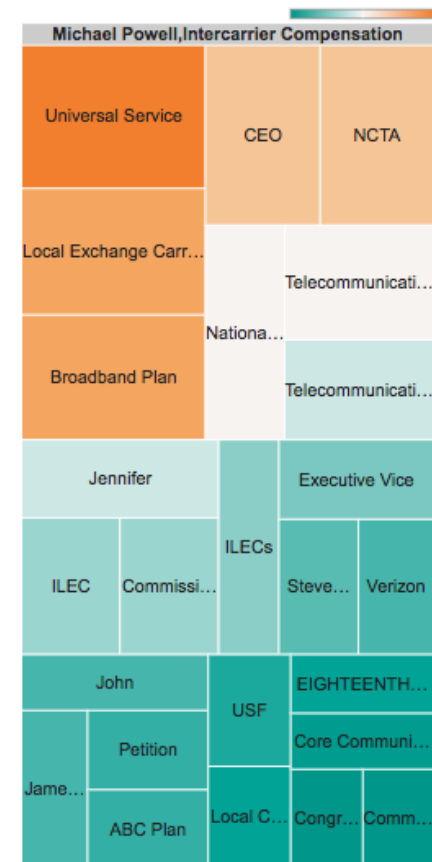 Michael Powell,Intercarrier Compensation
Universal Service
CEO
NCTA
Local Exchange Carr...
Nationa...
Telecommunicati...
Broadband Plan
Telecommunicati...
Jennifer
ILECs
Executive Vice
ILEC
Commissi...
Steve...
Verizon
John
USF
EIGHTEENTH...
Jame...
Petition
Core Communi...
ABC Plan
Local C...
Congr...
Comm...